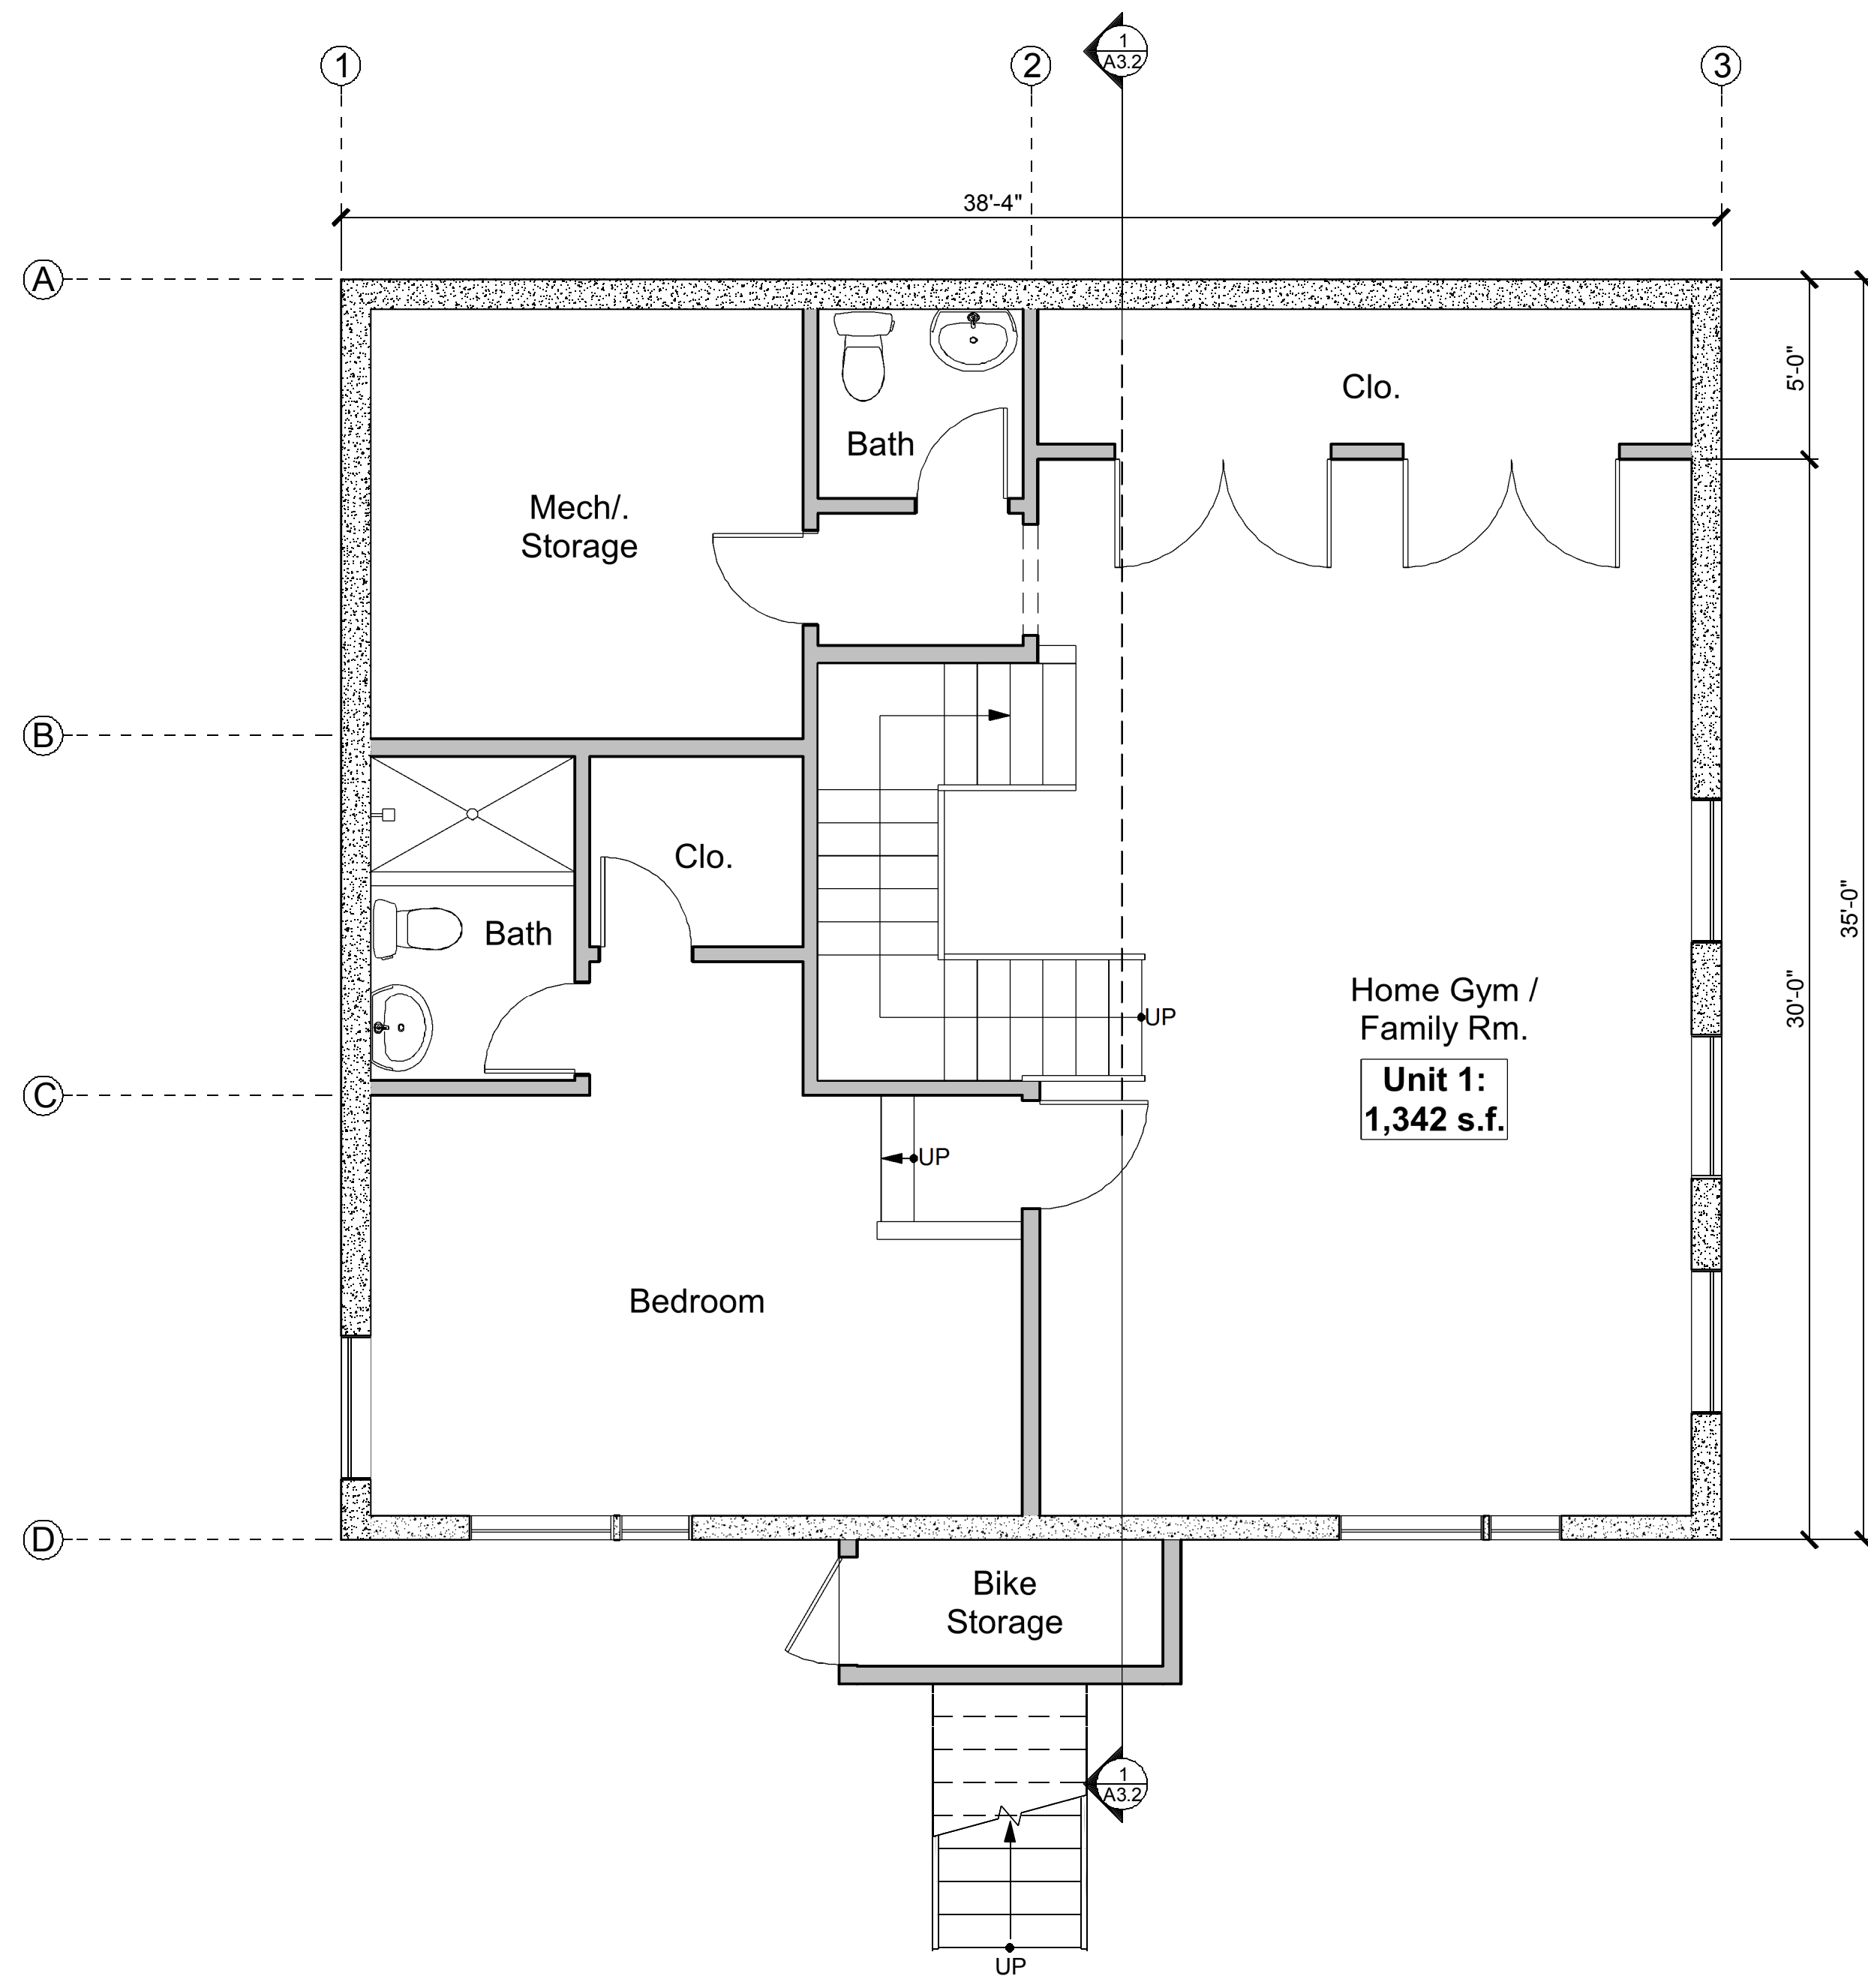 1
2
1
A3.2
3
38'-4"
A
Clo.
5'-0"
Bath
Mech/.
Storage
B
Clo.
Bath
35'-0"
30'-0"
Home Gym /
Family Rm.
UP
Unit 1:
1,342 s.f.
C
UP
Bedroom
D
Bike
Storage
1
A3.2
UP